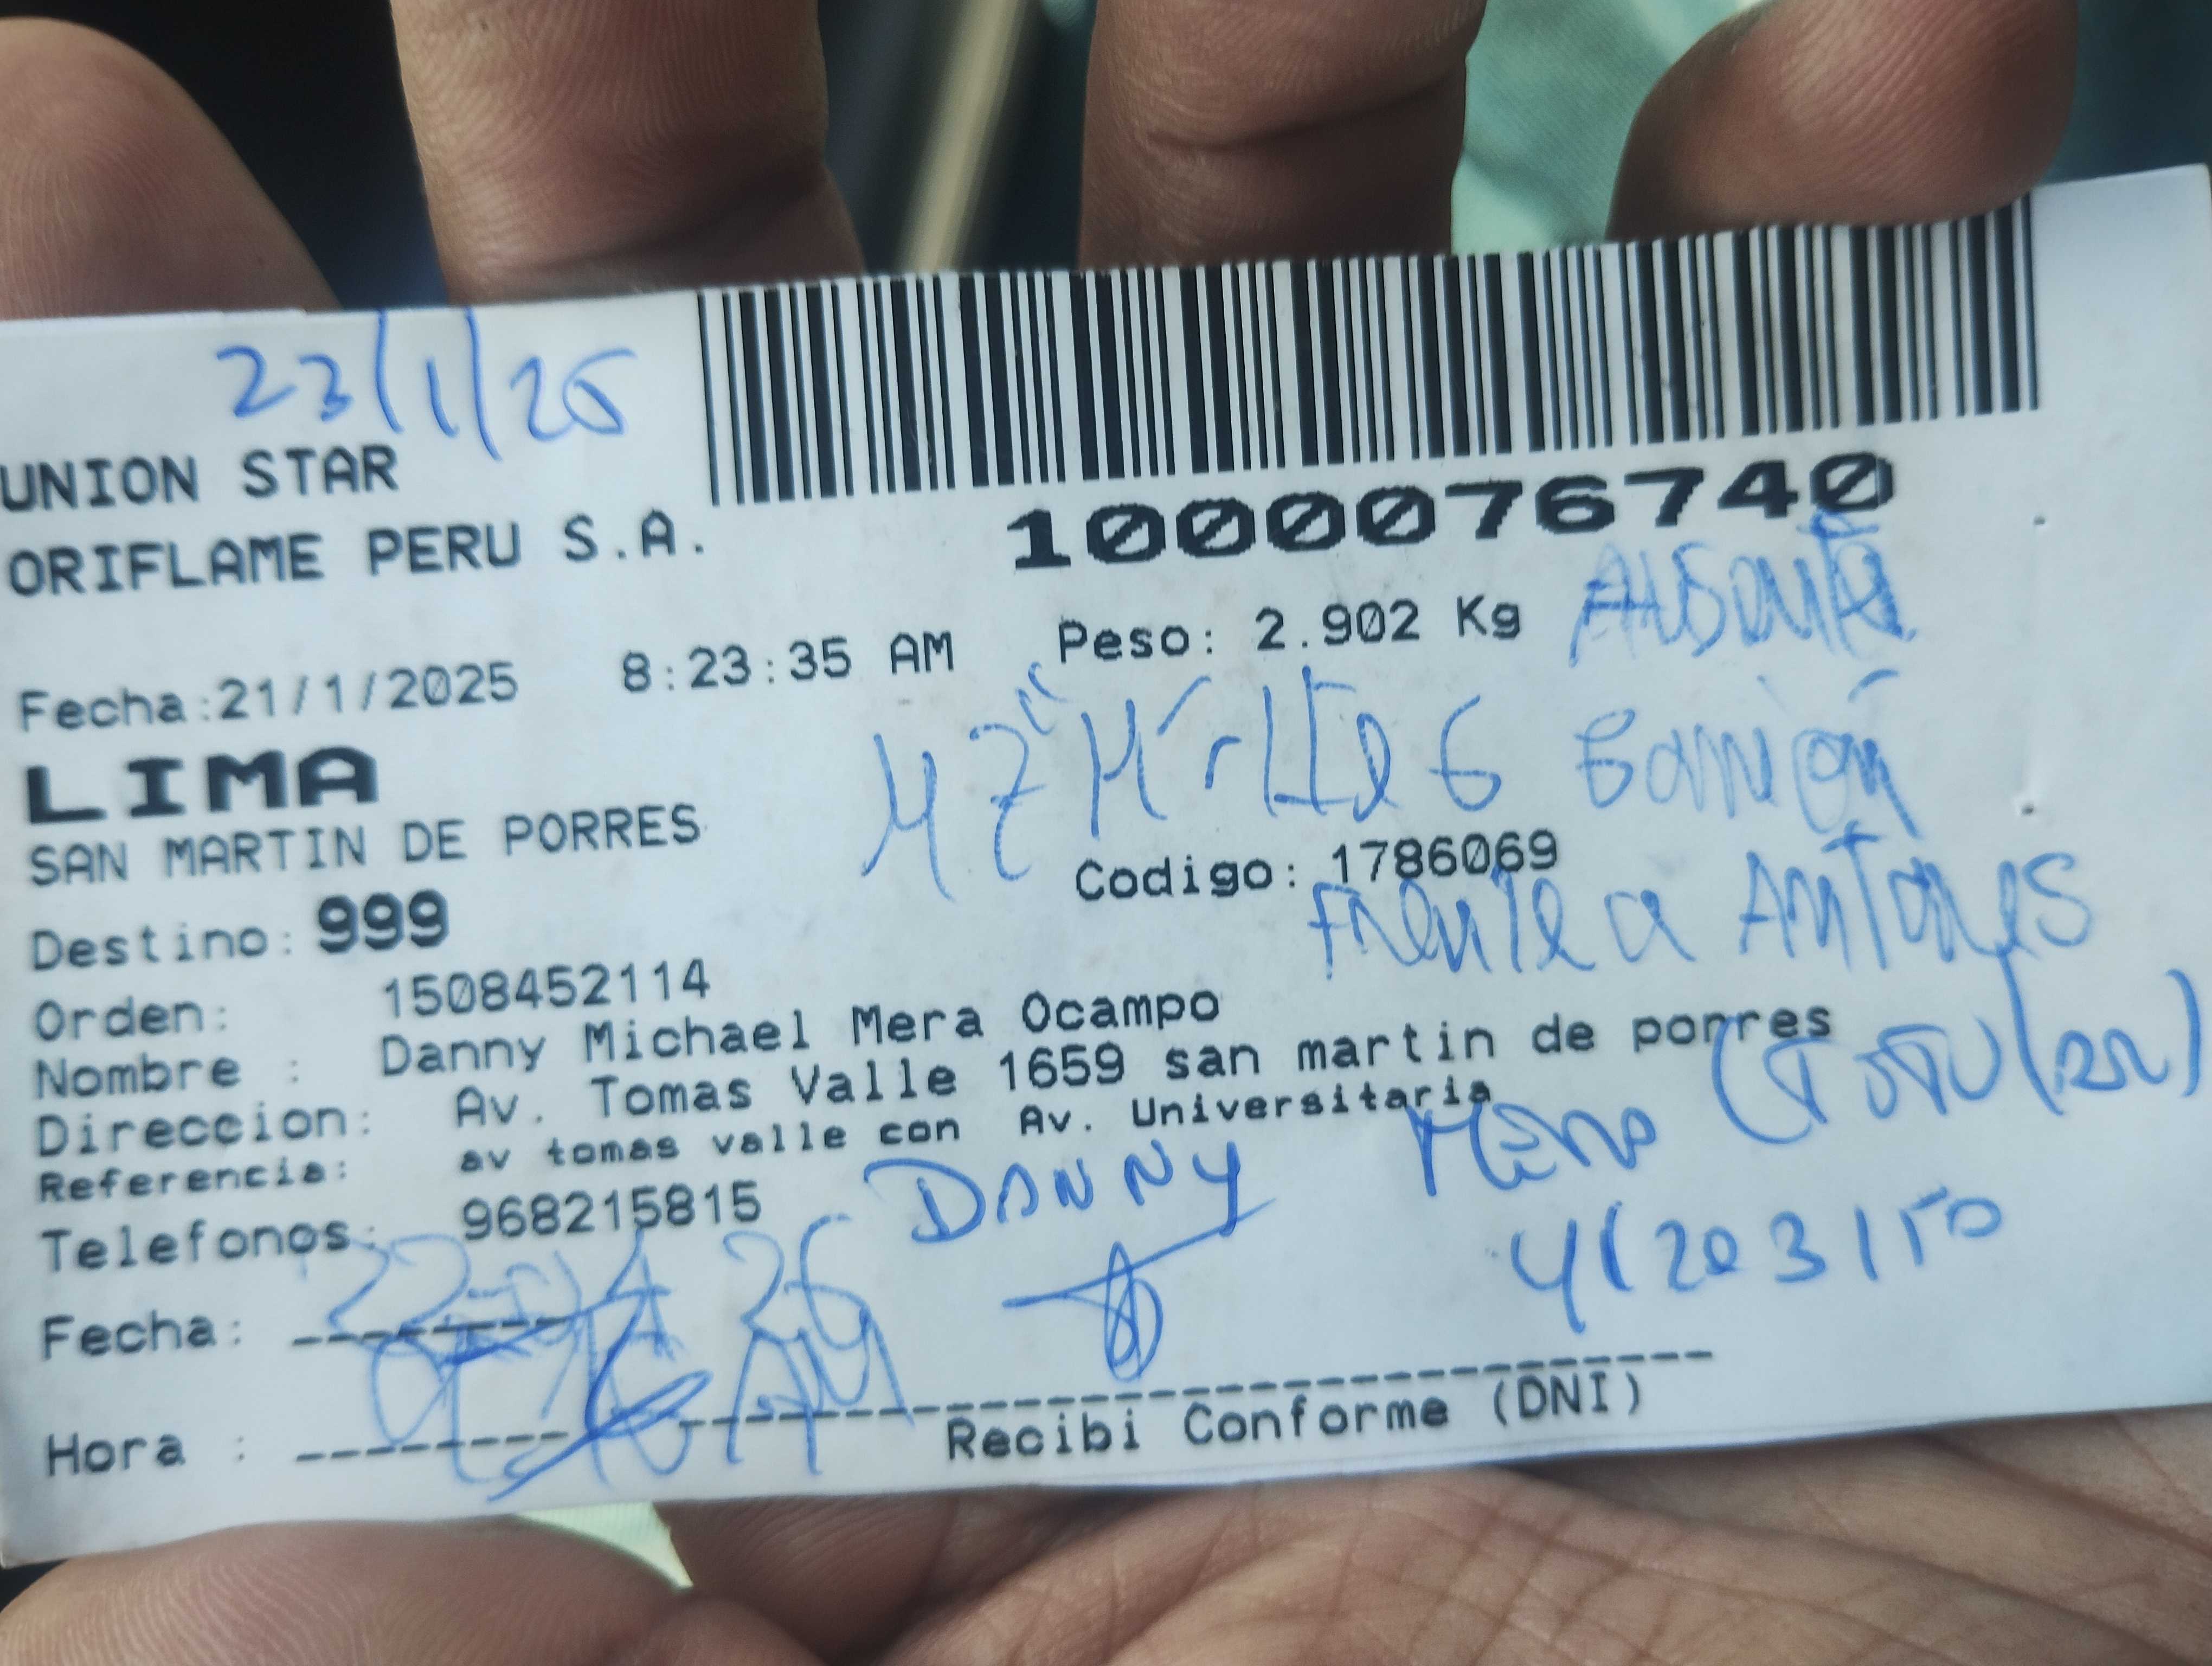 23/1/25
UNION STAR
ORIFLAME PERU S.A.
1000076740
Fecha:21/1/2025 8:23:35 AM Peso: 2.902 Kg
Ausente
LIMA
MZ "M"
SAN MARTIN DE PORRES
Destino: 999 Codigo: 1786069
Frente a
Orden: 1508452114
Nombre : Danny Michael Mera Ocampo
Direccion: Av. Tomas Valle 1659 san martin de porres
Referencia: av tomas valle con Av. Universitaria
Telefonos: 968215815
DANNY Mera
Fecha:
Hora :
Recibi Conforme (DNI)